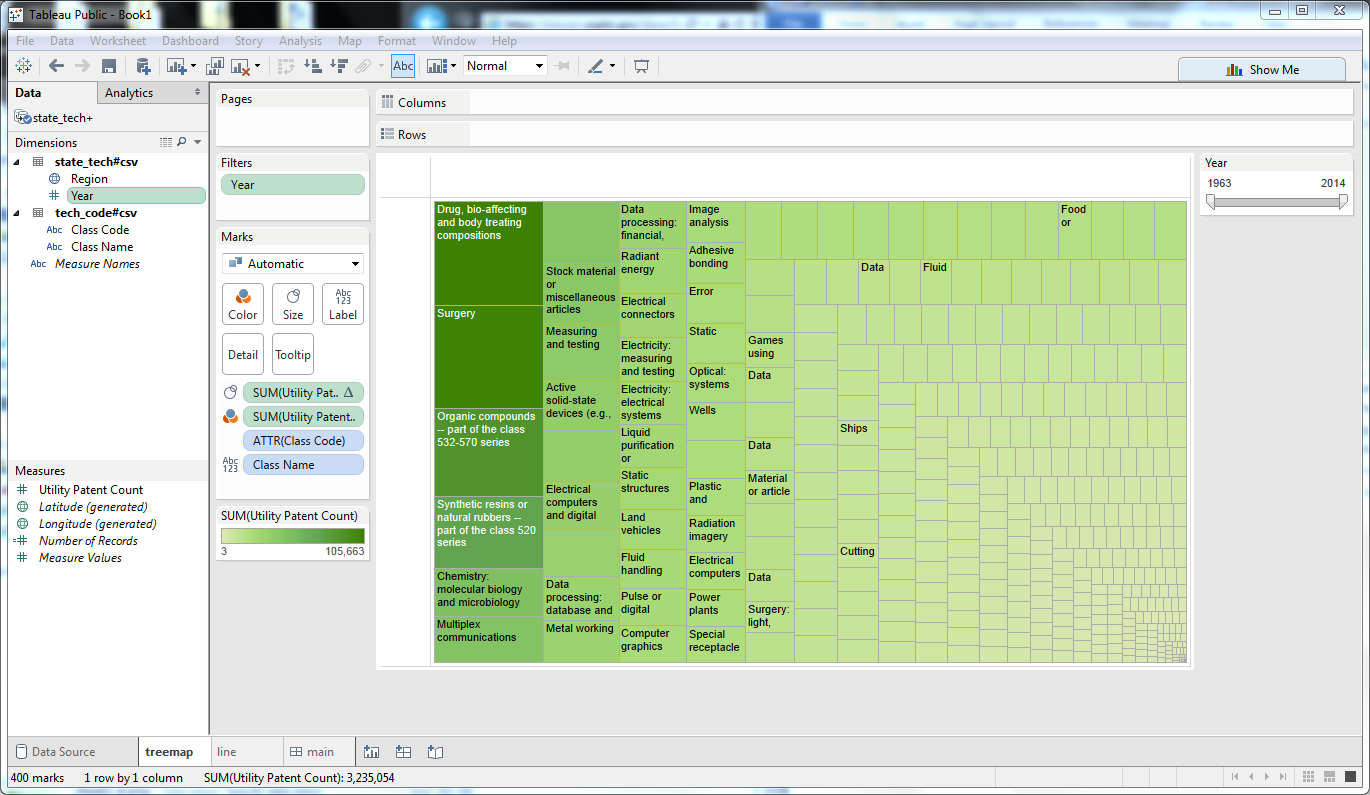 Tableau Public - Book1
File Data Worksheet Dashboard Story Analysis Map Format Window Help
Abc
Normal
Show Me
Data
Analytics
state_tech+
Dimensions
state_tech#csv
Region
Year
tech_code#csv
Abc Class Code
Abc Class Name
Abc Measure Names
Measures
Utility Patent Count
Latitude (generated)
Longitude (generated)
Number of Records
Measure Values
Pages
Filters
Year
Marks
Automatic
Color
Size
Abc
123
Label
Detail
Tooltip
SUM(Utility Pat.. Δ
SUM(Utility Patent..
ATTR(Class Code)
Abc
123
Class Name
SUM(Utility Patent Count)
3 105,663
Columns
Rows
Drug, bio-affecting
and body treating
compositions
Surgery
Organic compounds
-- part of the class
532-570 series
Synthetic resins or
natural rubbers --
part of the class 520
series
Chemistry:
molecular biology
and microbiology
Multiplex
communications
Stock material
or
miscellaneous
articles
Measuring
and testing
Active
solid-state
devices (e.g.,
Electrical
computers
and digital
Data
processing:
database and
Metal working
Data
processing:
financial,
Radiant
energy
Electrical
connectors
Electricity:
measuring
and testing
Electricity:
electrical
systems
Liquid
purification
or
Static
structures
Land
vehicles
Fluid
handling
Pulse or
digital
Computer
graphics
Image
analysis
Adhesive
bonding
Error
Static
Optical:
systems
Wells
Plastic
and
Radiation
imagery
Electrical
computers
Power
plants
Special
receptacle
Games
using
Data
Data
Material
or article
Data
Surgery:
light,
Ships
Cutting
Data
Fluid
Food
or
Year
1963 2014
Data Source
treemap
line
main
400 marks 1 row by 1 column SUM(Utility Patent Count): 3,235,054